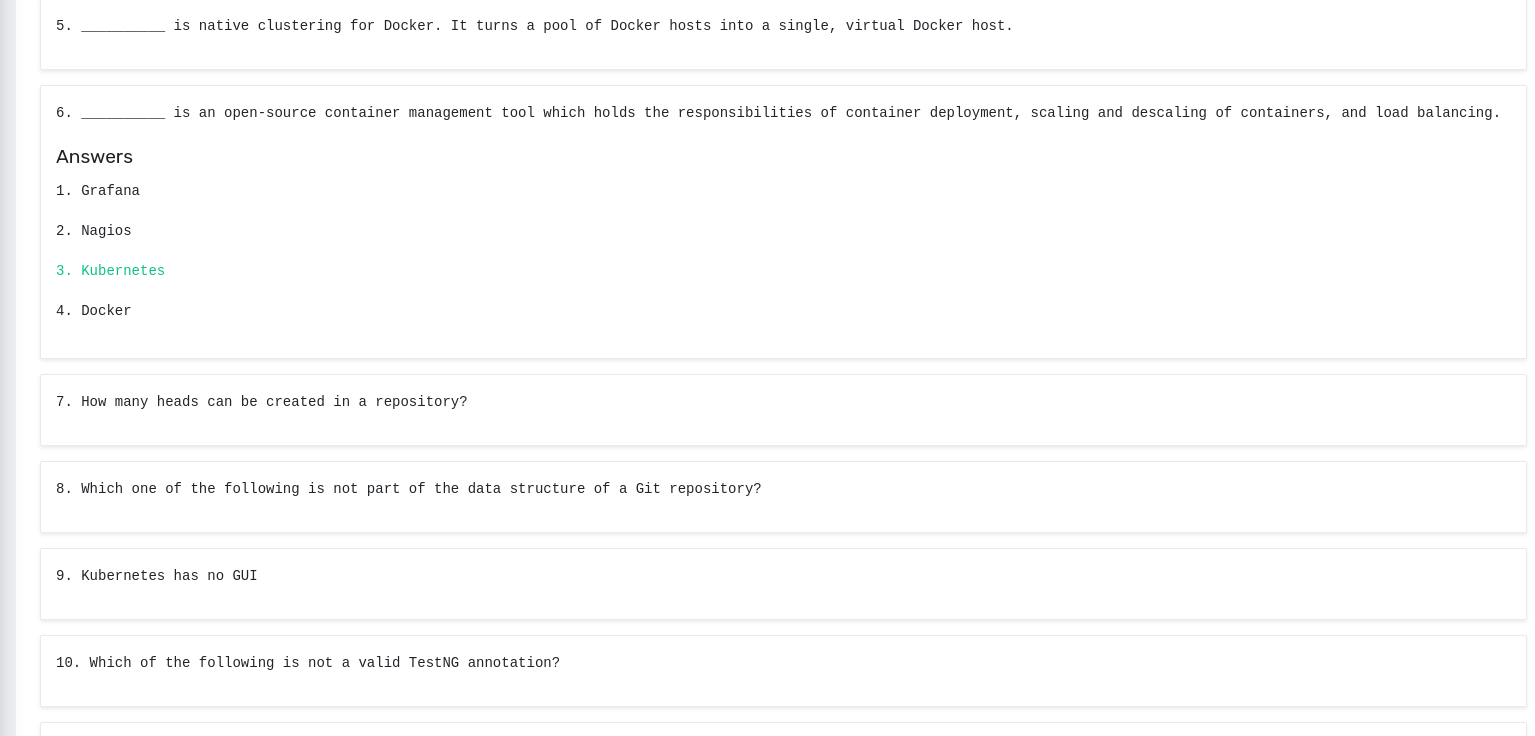 5. __________ is native clustering for Docker. It turns a pool of Docker hosts into a single, virtual Docker host.
6. __________ is an open-source container management tool which holds the responsibilities of container deployment, scaling and descaling of containers, and load balancing.
Answers
1. Grafana
2. Nagios
3. Kubernetes
4. Docker
7. How many heads can be created in a repository?
8. Which one of the following is not part of the data structure of a Git repository?
9. Kubernetes has no GUI
10. Which of the following is not a valid TestNG annotation?